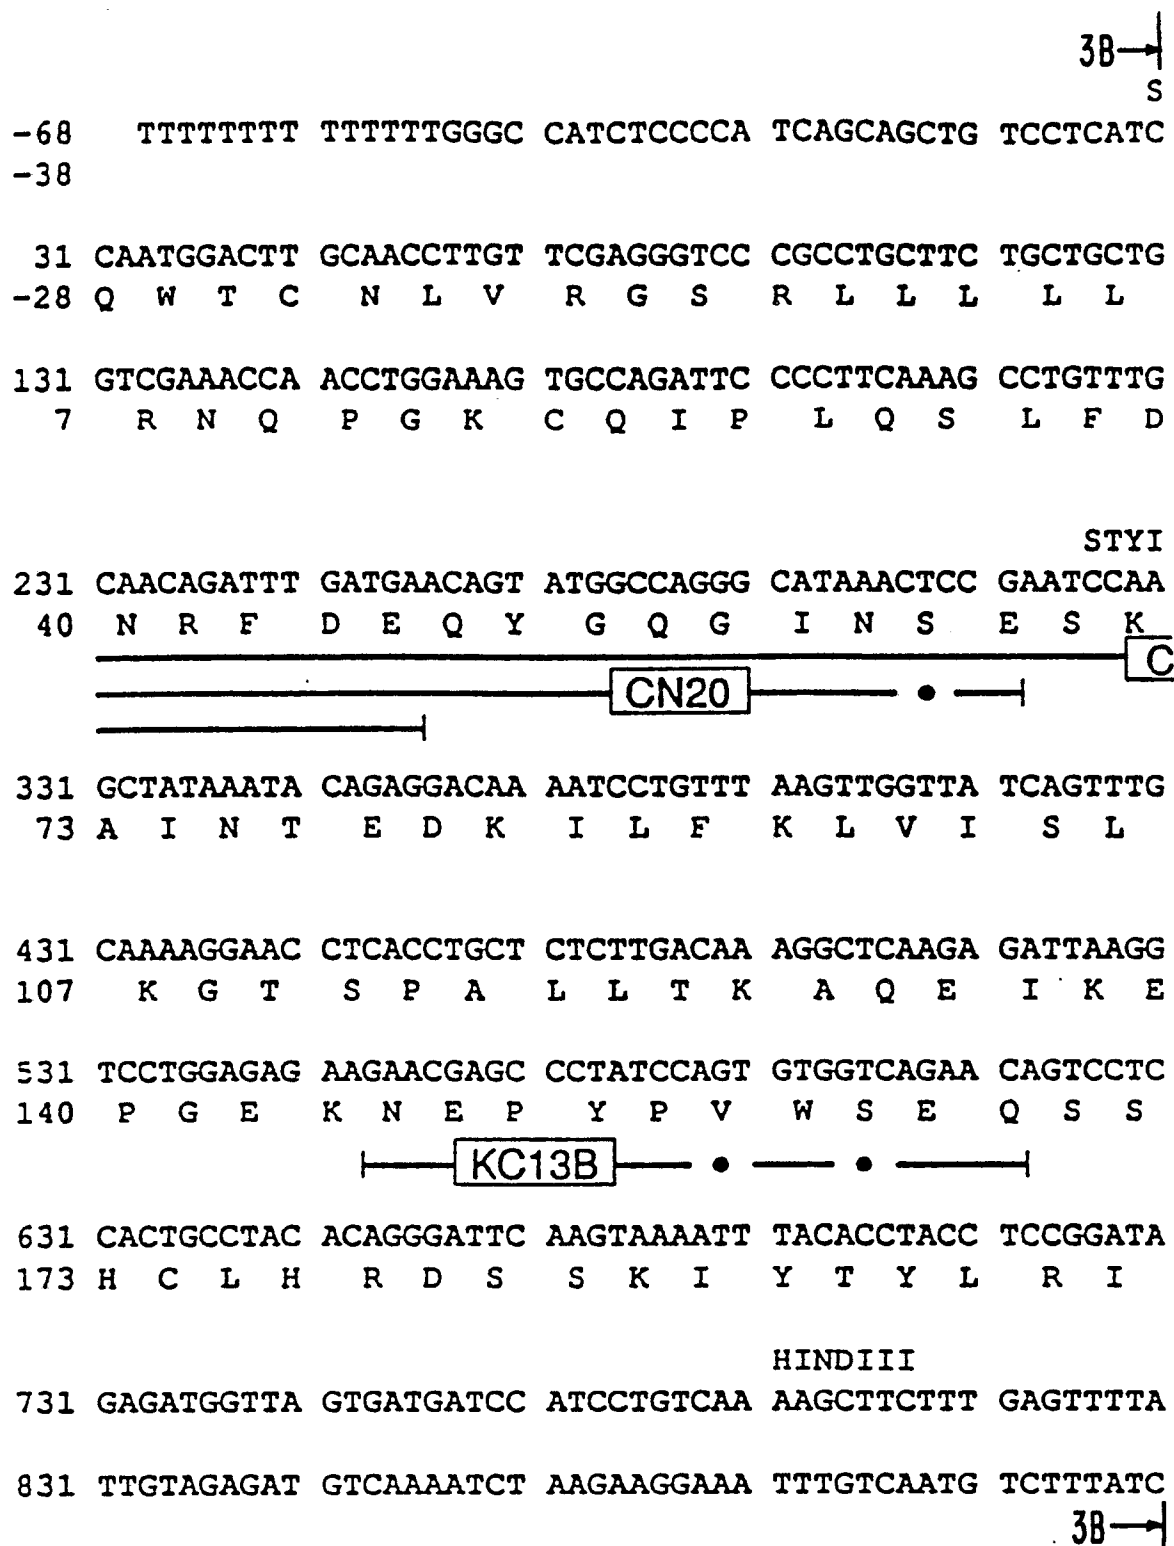 3B
S
-68 TTTTTTTT TTTTTTGGGC CATCTCCCCA TCAGCAGCTG TCCTCATC
-38
31 CAATGGACTT GCAACCTTGT TCGAGGGTCC CGCCTGCTTC TGCTGCTG
-28 Q W T C N L V R G S R L L L L L
131 GTCGAAACCA ACCTGGAAAG TGCCAGATTC CCCTTCAAAG CCTGTTTG
7 R N Q P G K C Q I P L Q S L F D
STYI
231 CAACAGATTT GATGAACAGT ATGGCCAGGG CATAAACTCC GAATCCAA
40 N R F D E Q Y G Q G I N S E S K
C
CN20
331 GCTATAAATA CAGAGGACAA AATCCTGTTT AAGTTGGTTA TCAGTTTG
73 A I N T E D K I L F K L V I S L
431 CAAAAGGAAC CTCACCTGCT CTCTTGACAA AGGCTCAAGA GATTAAGG
107 K G T S P A L L T K A Q E I K E
531 TCCTGGAGAG AAGAACGAGC CCTATCCAGT GTGGTCAGAA CAGTCCTC
140 P G E K N E P Y P V W S E Q S S
KC13B
631 CACTGCCTAC ACAGGGATTC AAGTAAAATT TACACCTACC TCCGGATA
173 H C L H R D S S K I Y T Y L R I
HINDIII
731 GAGATGGTTA GTGATGATCC ATCCTGTCAA AAGCTTCTTT GAGTTTTA
831 TTGTAGAGAT GTCAAAATCT AAGAAGGAAA TTTGTCAATG TCTTTATC
3B